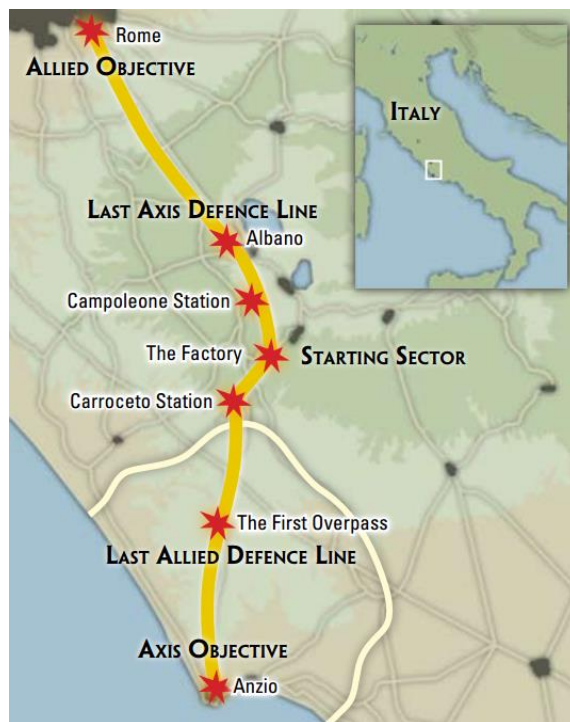 Rome
ALLIED OBJECTIVE
ITALY
LAST AXIS DEFENCE LINE
Albano
Campoleone Station
The Factory
STARTING SECTOR
Carroceto Station
The First Overpass
LAST ALLIED DEFENCE LINE
AXIS OBJECTIVE
Anzio